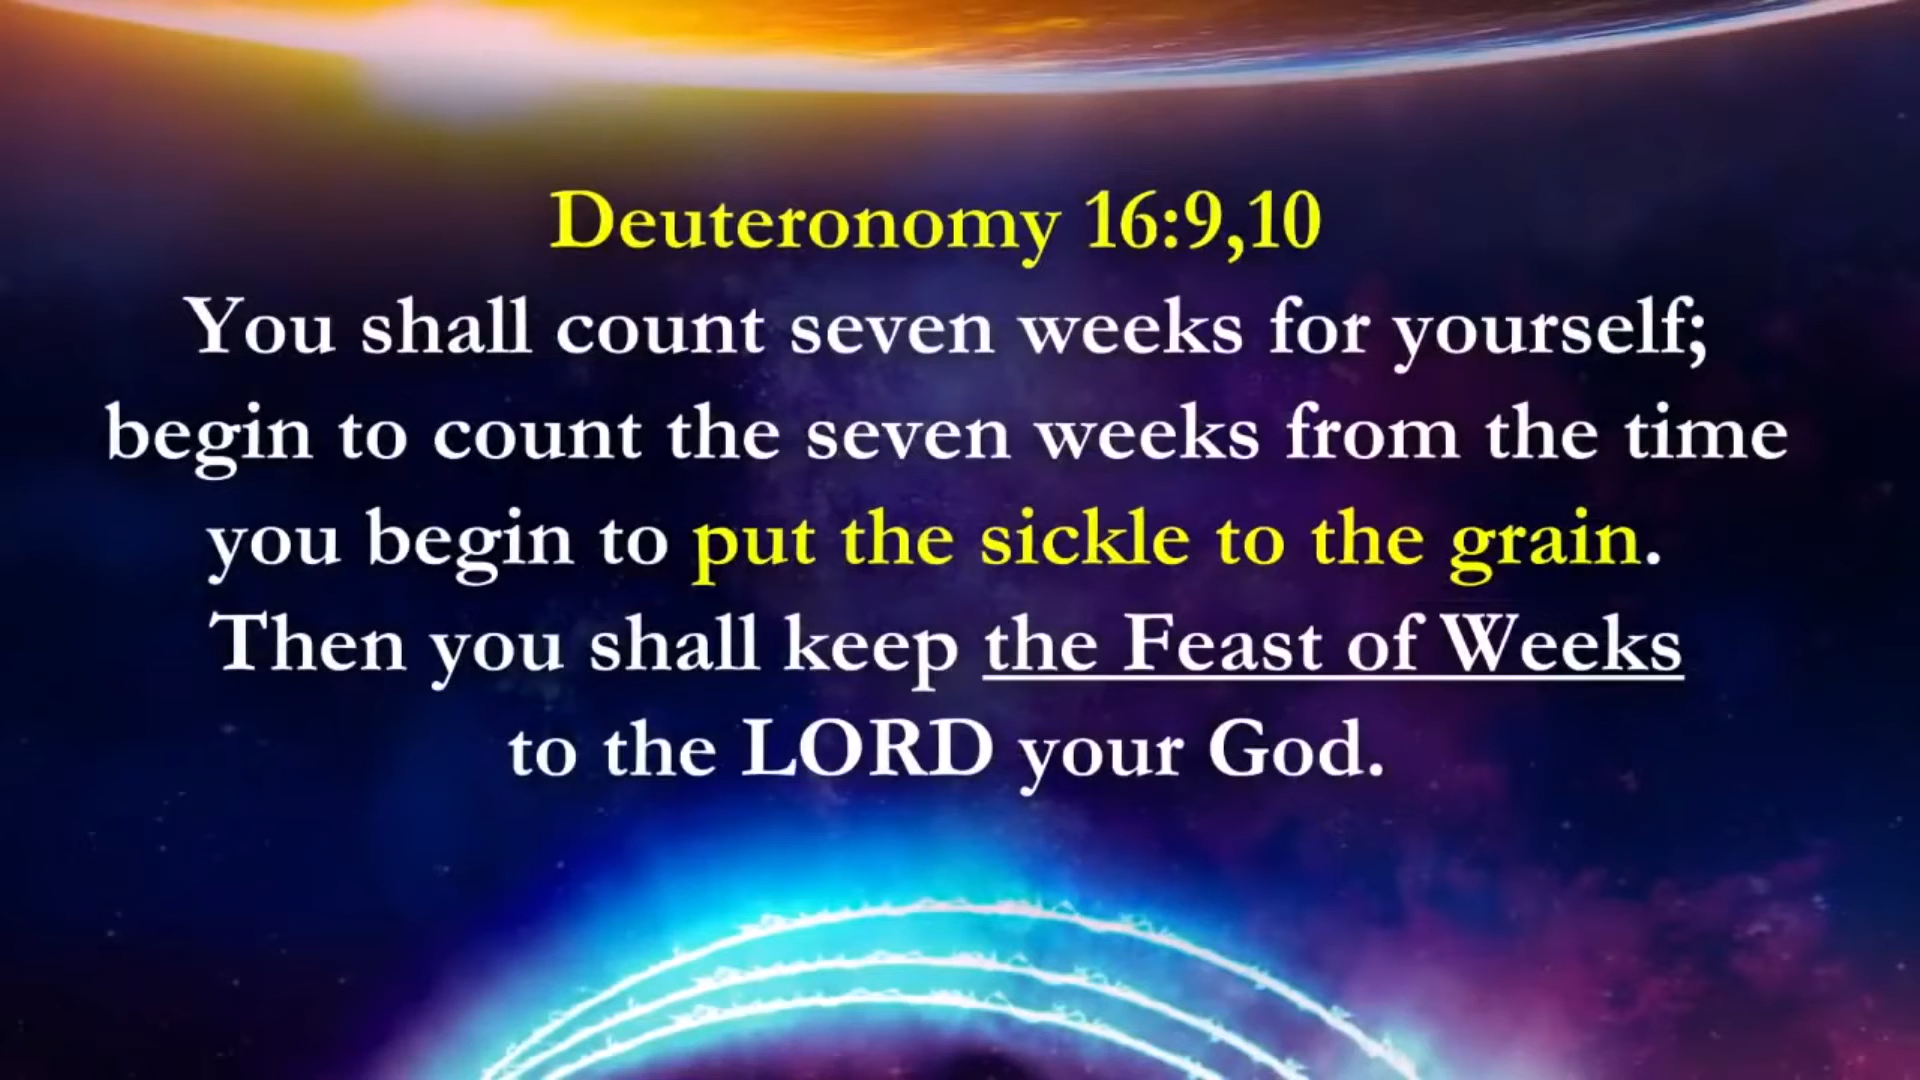 Deuteronomy 16:9,10
You shall count seven weeks for yourself;
begin to count the seven weeks from the time
you begin to put the sickle to the grain.
Then you shall keep the Feast of Weeks
to the LORD your God.